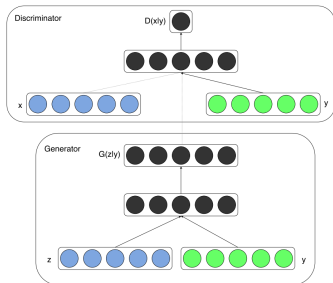 Discriminator
D(x|y)
x
y
Generator
G(z|y)
z
y